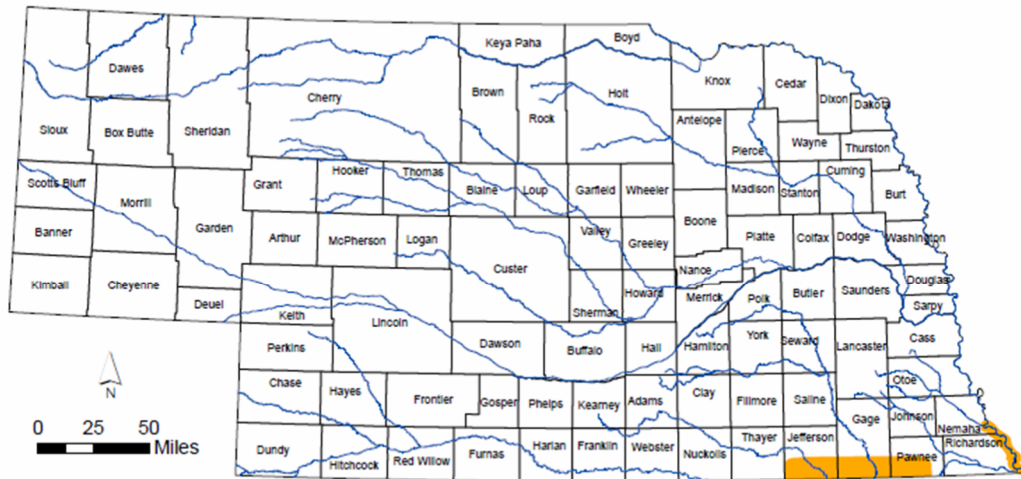 Keya Paha
Boyd
Dawes
Knox
Cedar
Cherry
Brown
Holt
Dixon
Dakota
Sioux
Box Butte
Sheridan
Rock
Antelope
Pierce
Wayne
Thurston
Scotts Bluff
Grant
Hooker
Thomas
Blaine
Loup
Garfield
Wheeler
Madison
Stanton
Cuming
Burt
Morrill
Banner
Garden
Arthur
McPherson
Logan
Custer
Valley
Greeley
Boone
Platte
Colfax
Dodge
Washington
Kimball
Cheyenne
Deuel
Keith
Lincoln
Sherman
Howard
Nance
Merrick
Polk
Butler
Saunders
Douglas
Sarpy
Perkins
Dawson
Buffalo
Hall
Hamilton
York
Seward
Lancaster
Cass
N
0 25 50
Miles
Chase
Hayes
Frontier
Gosper
Phelps
Kearney
Adams
Clay
Fillmore
Saline
Otoe
Gage
Johnson
Nemaha
Dundy
Hitchcock
Red Willow
Furnas
Harlan
Franklin
Webster
Nuckolls
Thayer
Jefferson
Pawnee
Richardson